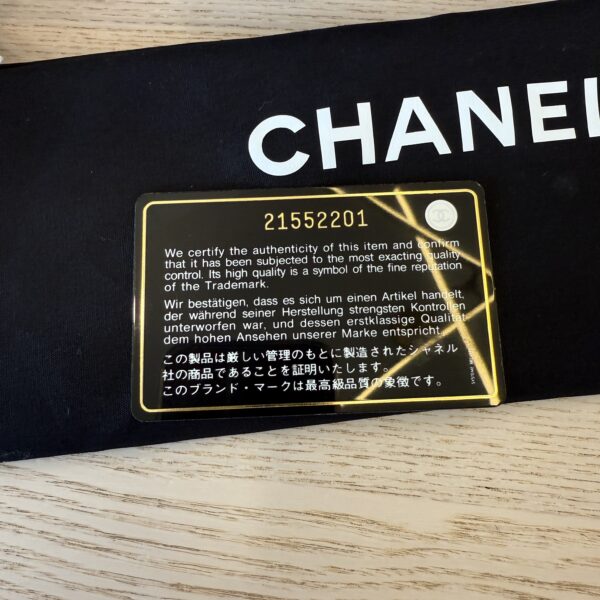 CHANEL
21552201
We certify the authenticity of this item and confirm
that it has been subjected to the most exacting quality
control. Its high quality is a symbol of the fine reputation
of the Trademark.
Wir bestätigen, dass es sich um einen Artikel handelt,
der während seiner Herstellung strengsten Kontrollen
unterworfen war, und dessen erstklassige Qualität
dem hohen Ansehen unserer Marke entspricht.
この製品は厳しい管理のもとに製造されたシャネル
社の商品であることを証明いたします。
このブランド・マークは最高級品質の象徴です。